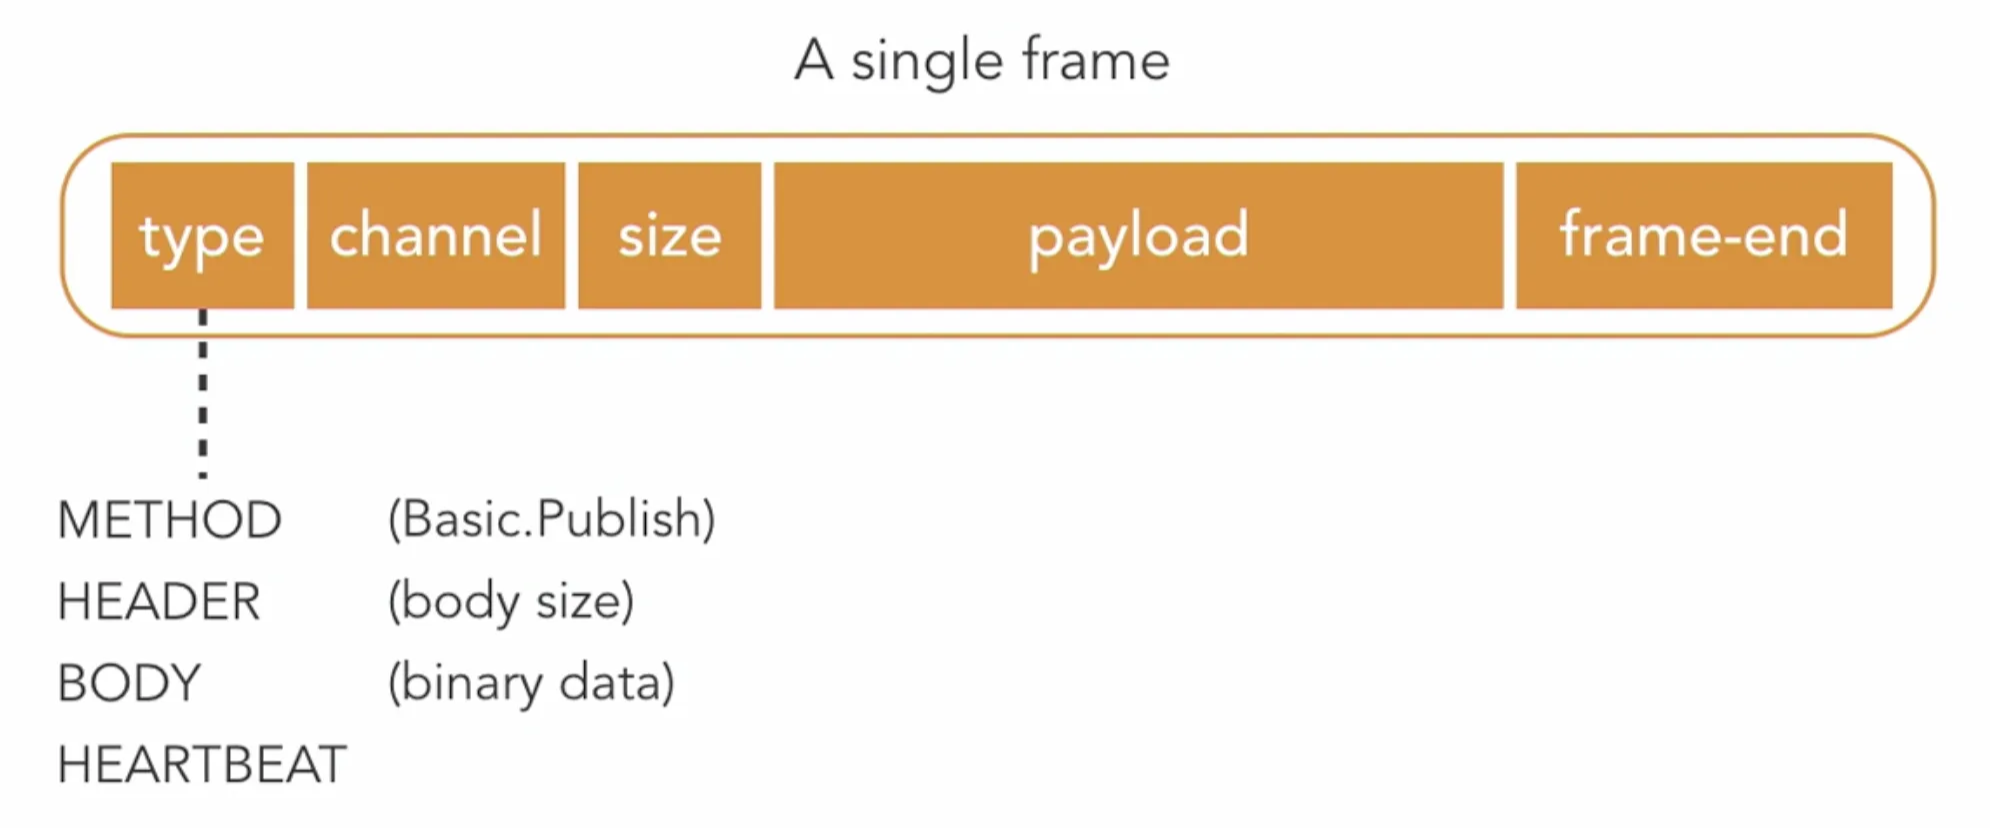 A single frame
type channel size payload frame-end
METHOD (Basic.Publish)
HEADER (body size)
BODY (binary data)
HEARTBEAT